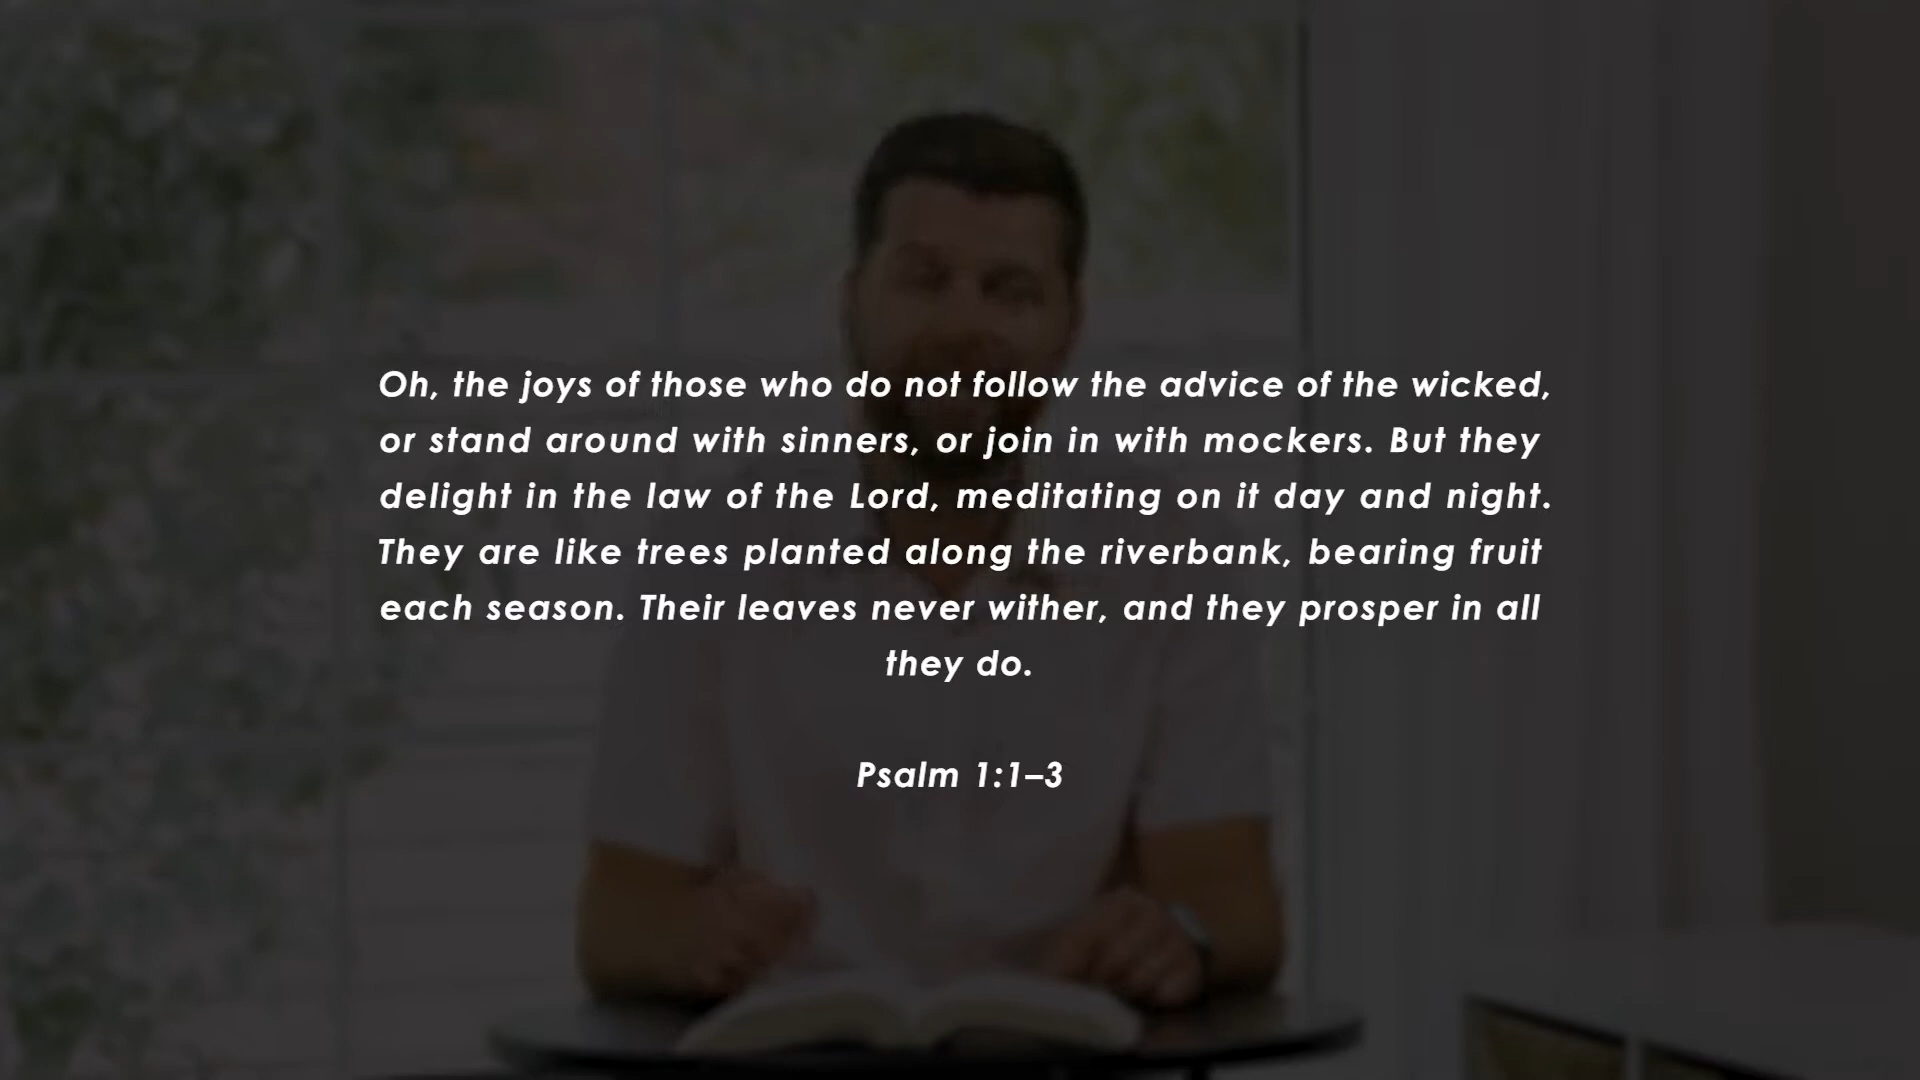 Oh, the joys of those who do not follow the advice of the wicked,
or stand around with sinners, or join in with mockers. But they
delight in the law of the Lord, meditating on it day and night.
They are like trees planted along the riverbank, bearing fruit
each season. Their leaves never wither, and they prosper in all
they do.
Psalm 1:1–3